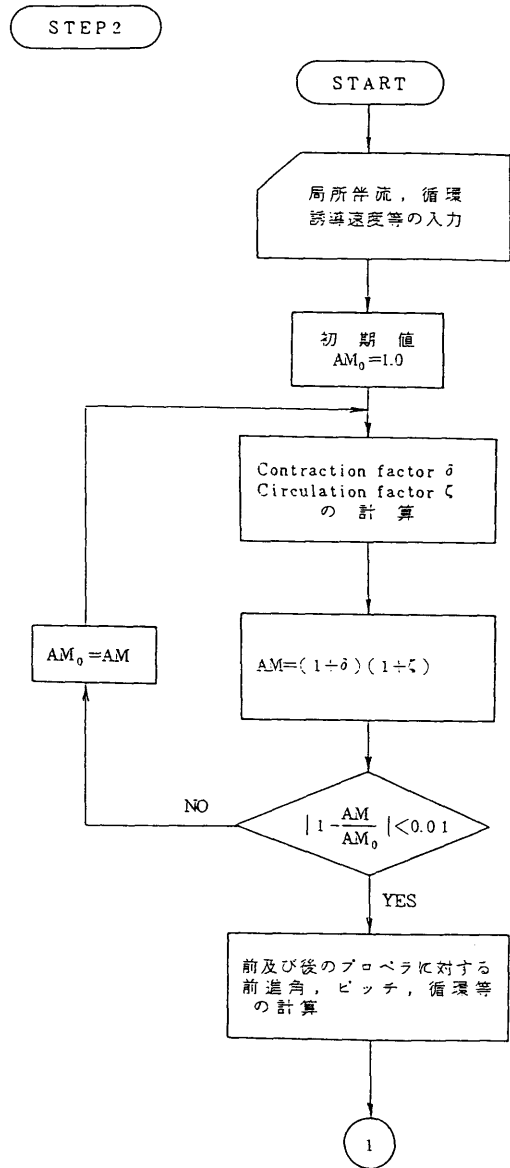 STEP2
START
局所伴流，循環
誘導速度等の入力
初期値
AM₀=1.0
Contraction factor δ
Circulation factor ζ
の計算
AM₀=AM
AM=(1+δ)(1+ζ)
NO
|1-AM/AM₀|<0.01
YES
前及び後のプロペラに対する
前進角，ピッチ，循環等
の計算
1